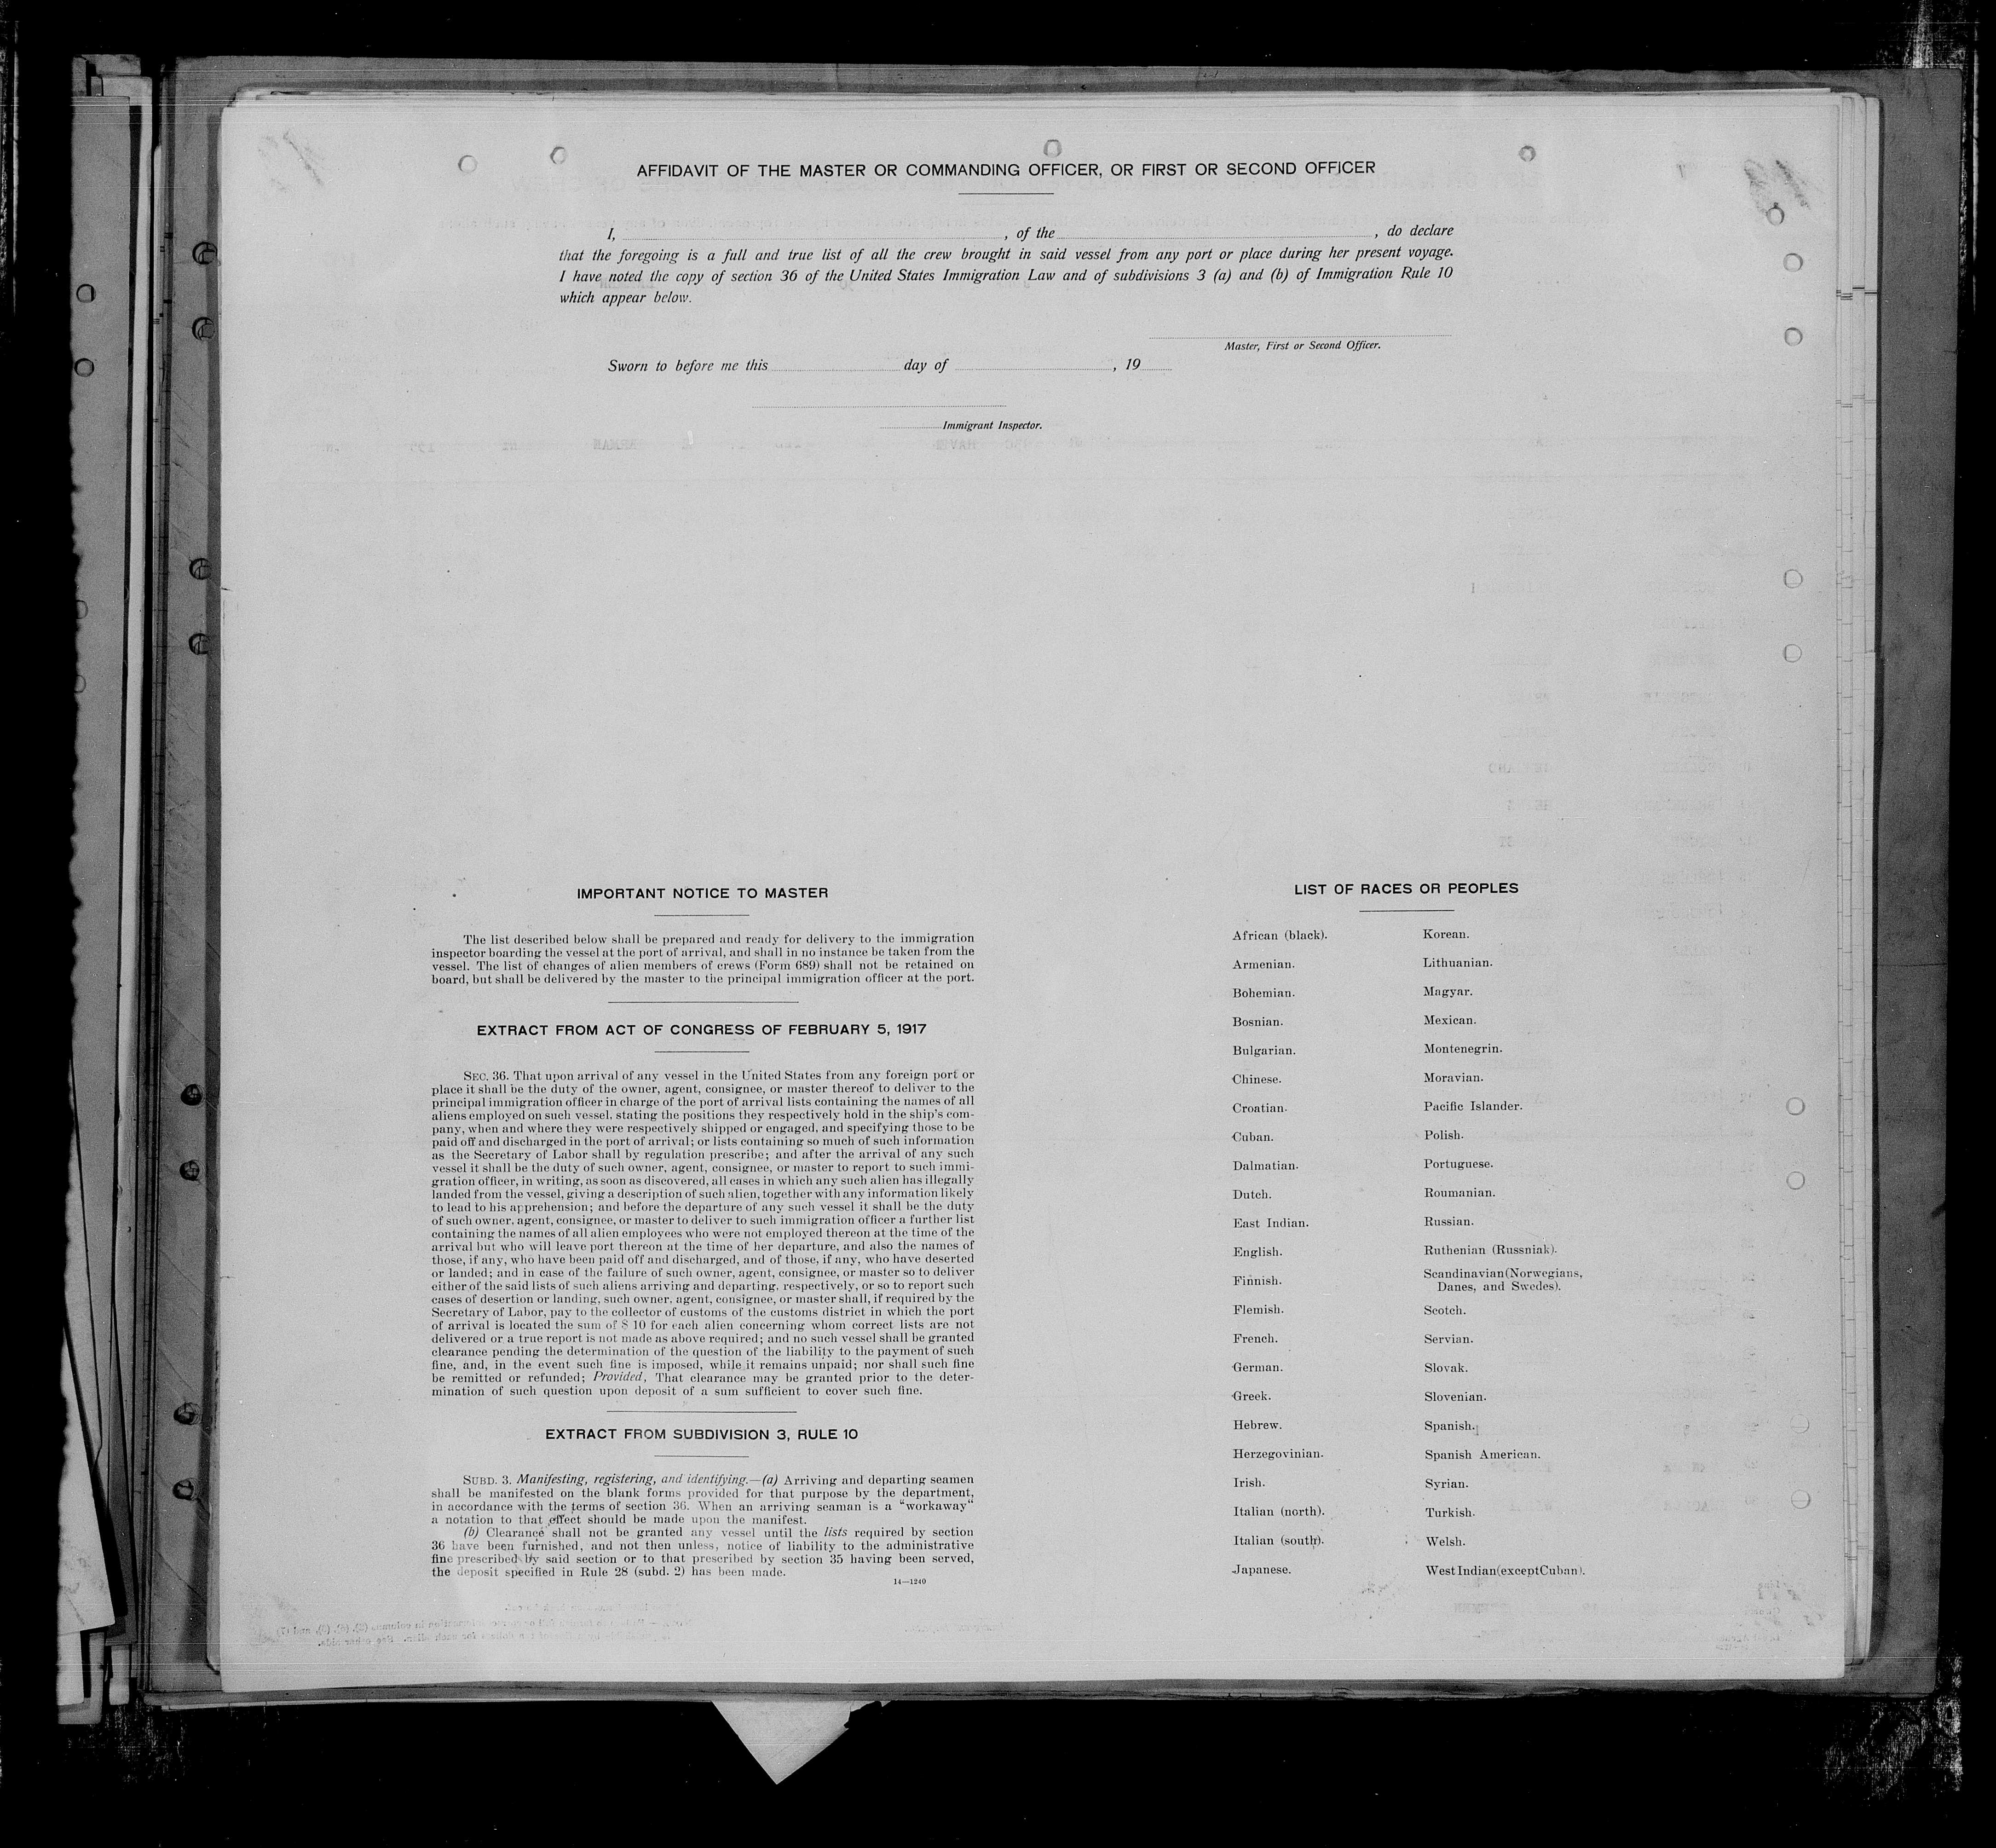 AFFIDAVIT OF THE MASTER OR COMMANDING OFFICER, OR FIRST OR SECOND OFFICER
I, , of the , do declare
that the foregoing is a full and true list of all the crew brought in said vessel from any port or place during her present voyage.
I have noted the copy of section 36 of the United States Immigration Law and of subdivisions 3 (a) and (b) of Immigration Rule 10
which appear below.
Master, First or Second Officer.
Sworn to before me this day of , 19
Immigrant Inspector.
IMPORTANT NOTICE TO MASTER
The list described below shall be prepared and ready for delivery to the immigration
inspector boarding the vessel at the port of arrival, and shall in no instance be taken from the
vessel. The list of changes of alien members of crews (Form 689) shall not be retained on
board, but shall be delivered by the master to the principal immigration officer at the port.
EXTRACT FROM ACT OF CONGRESS OF FEBRUARY 5, 1917
SEC. 36. That upon arrival of any vessel in the United States from any foreign port or
place it shall be the duty of the owner, agent, consignee, or master thereof to deliver to the
principal immigration officer in charge of the port of arrival lists containing the names of all
aliens employed on such vessel, stating the positions they respectively hold in the ship's com-
pany, when and where they were respectively shipped or engaged, and specifying those to be
paid off and discharged in the port of arrival; or lists containing so much of such information
as the Secretary of Labor shall by regulation prescribe; and after the arrival of any such
vessel it shall be the duty of such owner, agent, consignee, or master to report to such immi-
gration officer, in writing, as soon as discovered, all cases in which any such alien has illegally
landed from the vessel, giving a description of such alien, together with any information likely
to lead to his apprehension; and before the departure of any such vessel it shall be the duty
of such owner, agent, consignee, or master to deliver to such immigration officer a further list
containing the names of all alien employees who were not employed thereon at the time of the
arrival but who will leave port thereon at the time of her departure, and also the names of
those, if any, who have been paid off and discharged, and of those, if any, who have deserted
or landed; and in case of the failure of such owner, agent, consignee, or master so to deliver
either of the said lists of such aliens arriving and departing, respectively, or so to report such
cases of desertion or landing, such owner, agent, consignee, or master shall, if required by the
Secretary of Labor, pay to the collector of customs of the customs district in which the port
of arrival is located the sum of $ 10 for each alien concerning whom correct lists are not
delivered or a true report is not made as above required; and no such vessel shall be granted
clearance pending the determination of the question of the liability to the payment of such
fine, and, in the event such fine is imposed, while it remains unpaid; nor shall such fine
be remitted or refunded; Provided, That clearance may be granted prior to the deter-
mination of such question upon deposit of a sum sufficient to cover such fine.
EXTRACT FROM SUBDIVISION 3, RULE 10
SUBD. 3. Manifesting, registering, and identifying.—(a) Arriving and departing seamen
shall be manifested on the blank forms provided for that purpose by the department,
in accordance with the terms of section 36. When an arriving seaman is a "workaway"
a notation to that effect should be made upon the manifest.
(b) Clearance shall not be granted any vessel until the lists required by section
36 have been furnished, and not then unless, notice of liability to the administrative
fine prescribed by said section or to that prescribed by section 35 having been served,
the deposit specified in Rule 28 (subd. 2) has been made.
14—1240
LIST OF RACES OR PEOPLES
African (black).
Armenian.
Bohemian.
Bosnian.
Bulgarian.
Chinese.
Croatian.
Cuban.
Dalmatian.
Dutch.
East Indian.
English.
Finnish.
Flemish.
French.
German.
Greek.
Hebrew.
Herzegovinian.
Irish.
Italian (north).
Italian (south).
Japanese.
Korean.
Lithuanian.
Magyar.
Mexican.
Montenegrin.
Moravian.
Pacific Islander.
Polish.
Portuguese.
Roumanian.
Russian.
Ruthenian (Russniak).
Scandinavian (Norwegians,
Danes, and Swedes).
Scotch.
Servian.
Slovak.
Slovenian.
Spanish.
Spanish American.
Syrian.
Turkish.
Welsh.
West Indian (except Cuban).